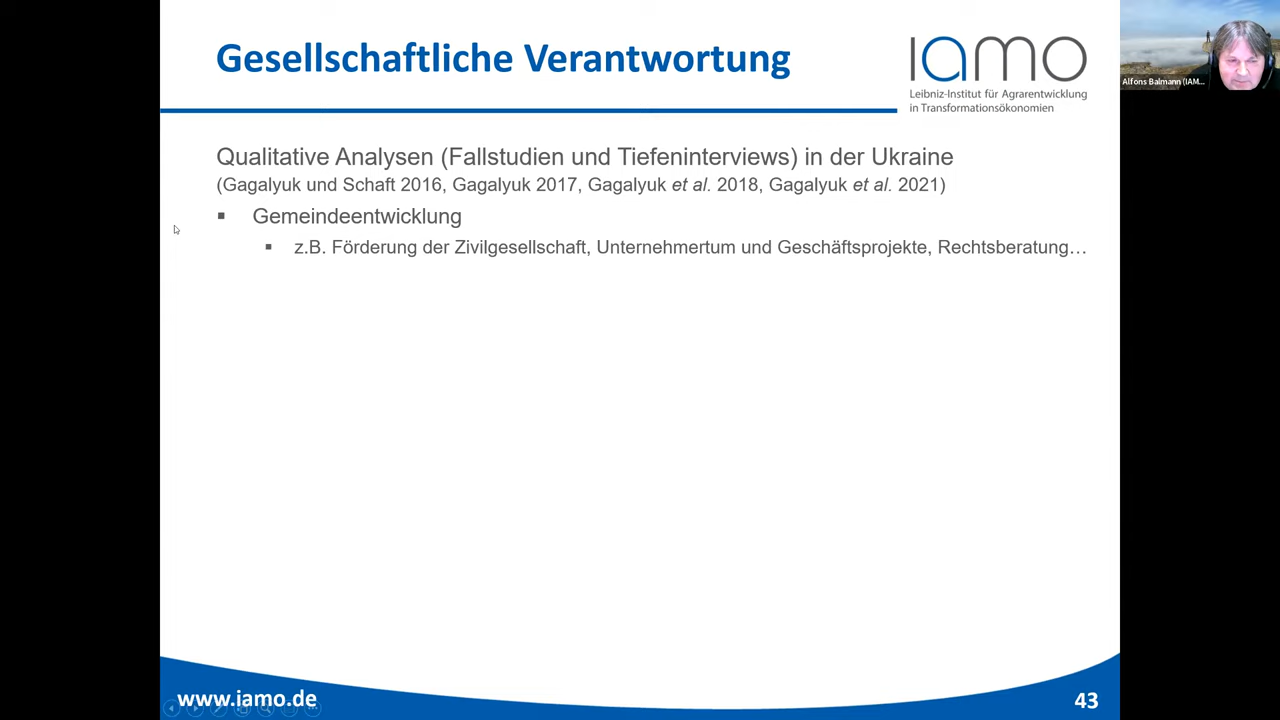 Gesellschaftliche Verantwortung
iamo
Leibniz-Institut für Agrarentwicklung
in Transformationsökonomien
Alfons Balmann (IAM...
Qualitative Analysen (Fallstudien und Tiefeninterviews) in der Ukraine
(Gagalyuk und Schaft 2016, Gagalyuk 2017, Gagalyuk et al. 2018, Gagalyuk et al. 2021)
▪ Gemeindeentwicklung
▪ z.B. Förderung der Zivilgesellschaft, Unternehmertum und Geschäftsprojekte, Rechtsberatung…
www.iamo.de
43